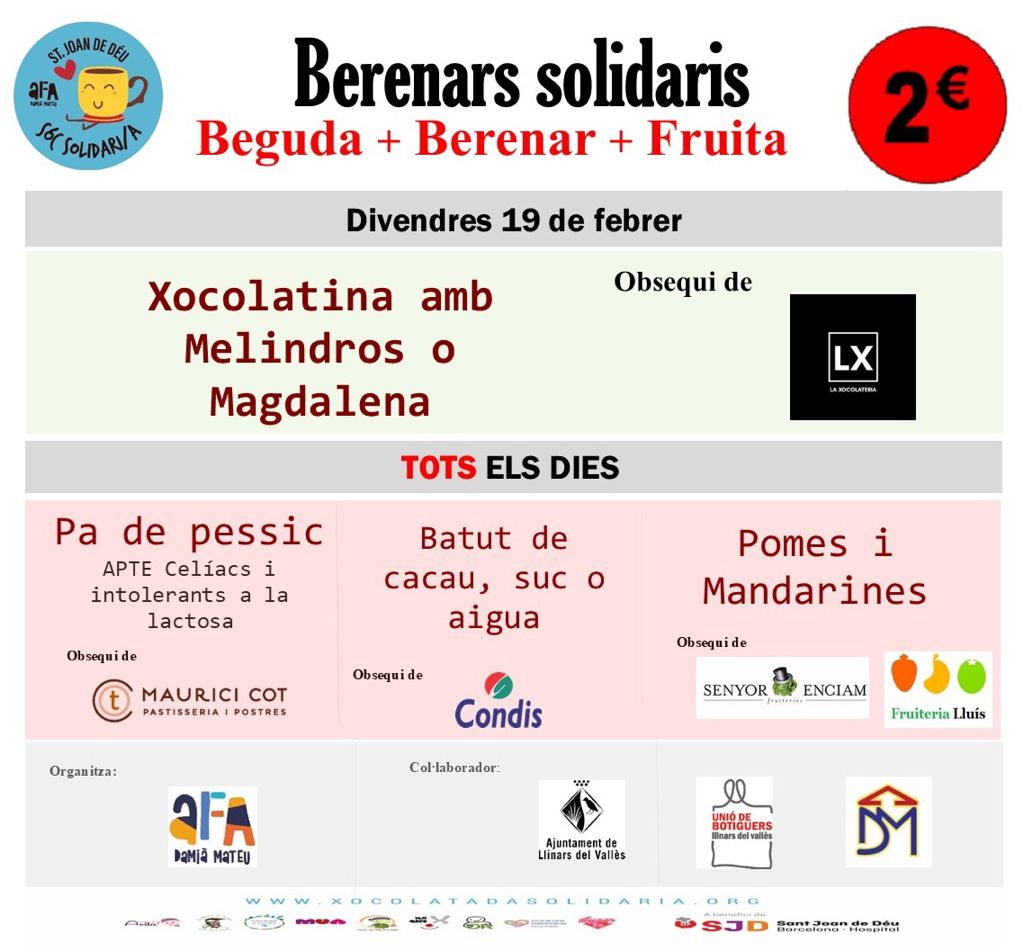 ST. JOAN DE DÉU
aFA
DAMIÀ MATEU
SÓC SOLIDARI/A
Berenars solidaris
Beguda + Berenar + Fruita
2€
Divendres 19 de febrer
Xocolatina amb
Melindros o
Magdalena
Obsequi de
LX
LA XOCOLATERIA
TOTS ELS DIES
Pa de pessic
APTE Celíacs i
intolerants a la
lactosa
Obsequi de
t
MAURICI COT
PASTISSERIA I POSTRES
Batut de
cacau, suc o
aigua
Obsequi de
Condis
Pomes i
Mandarines
Obsequi de
SENYOR ENCIAM
fruiteries
Fruiteria Lluís
Organitza:
aFA
DAMIÀ MATEU
Col·laborador:
Ajuntament de
Llinars del Vallès
UNIÓ DE
BOTIGUERS
llinars del vallès
DM
WWW.XOCOLATADASOLIDARIA.ORG
A benefici de
SJD Sant Joan de Déu
Barcelona · Hospital